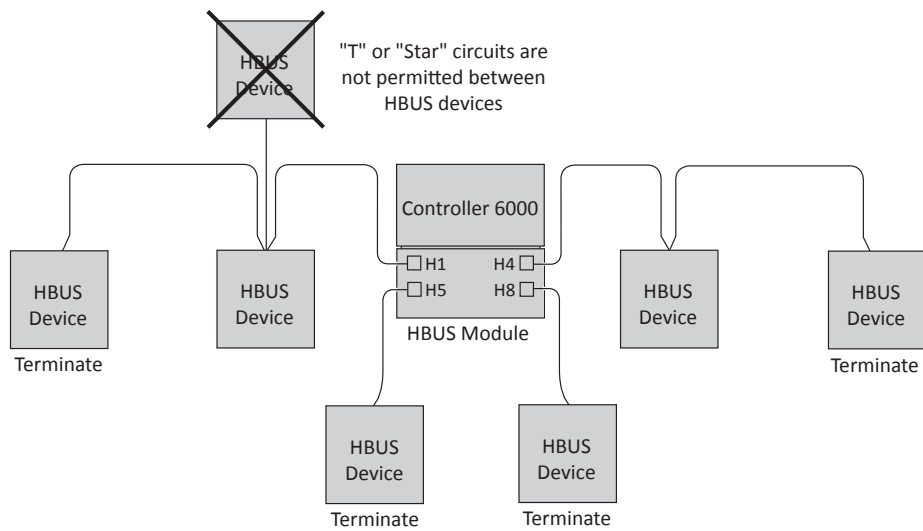 HBUS
Device
"T" or "Star" circuits are
not permitted between
HBUS devices
Controller 6000
H1
H4
H5
H8
HBUS Module
HBUS
Device
Terminate
HBUS
Device
HBUS
Device
HBUS
Device
Terminate
HBUS
Device
Terminate
HBUS
Device
Terminate